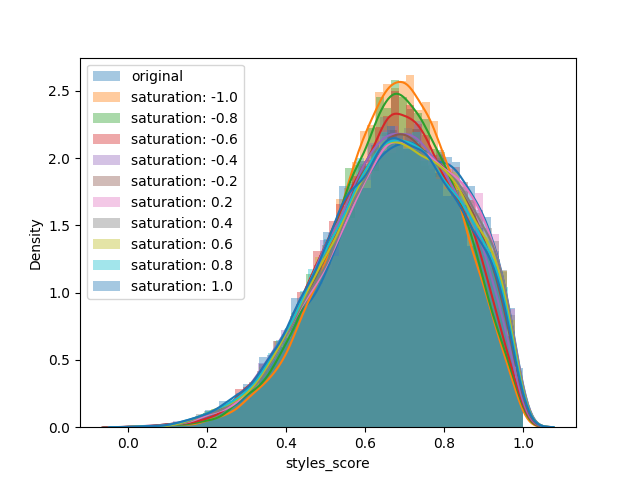 original
saturation: -1.0
saturation: -0.8
saturation: -0.6
saturation: -0.4
saturation: -0.2
saturation: 0.2
saturation: 0.4
saturation: 0.6
saturation: 0.8
saturation: 1.0
Density
2.5
2.0
1.5
1.0
0.5
0.0
0.0 0.2 0.4 0.6 0.8 1.0
styles_score